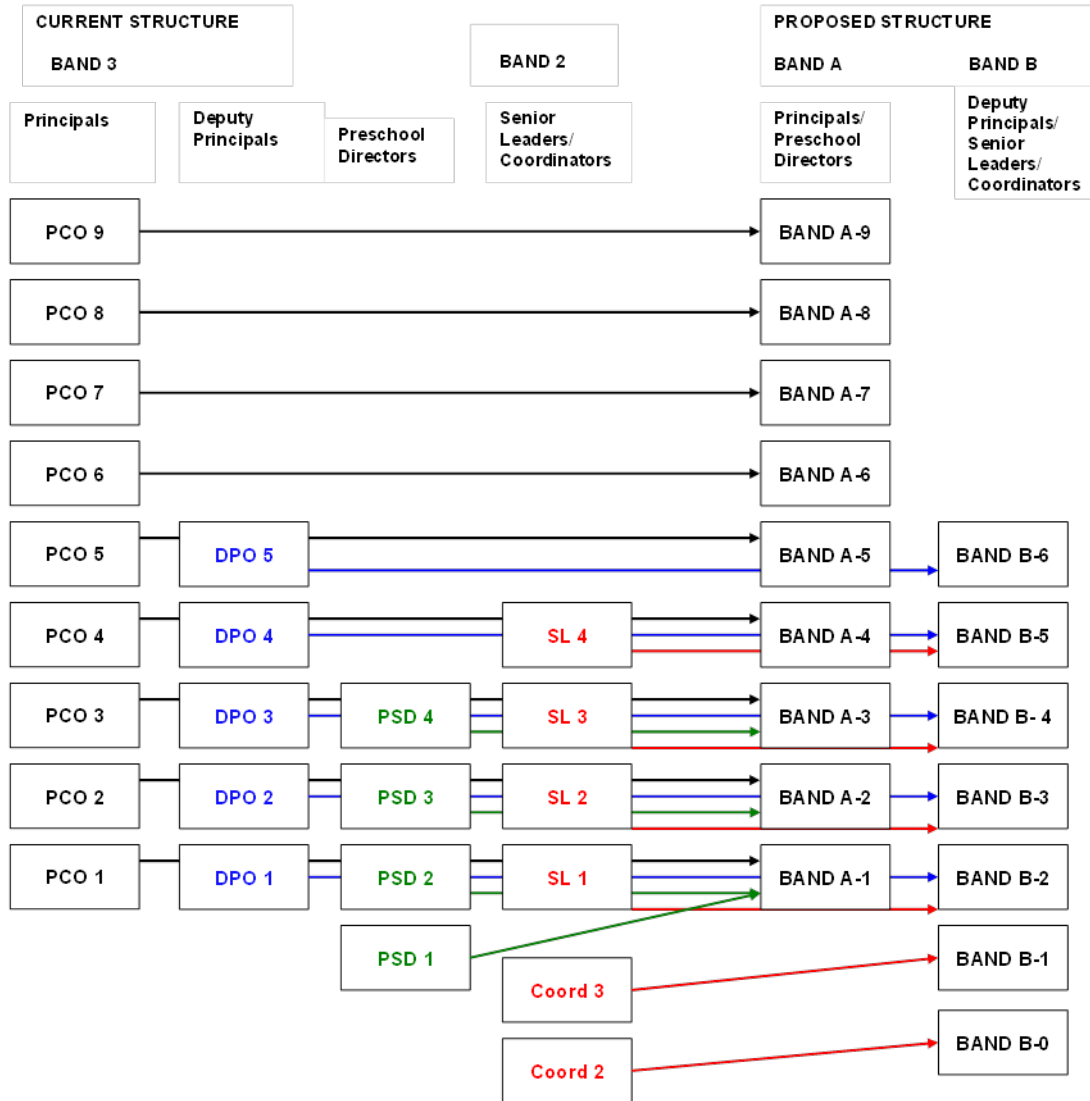 CURRENT STRUCTURE
BAND 3
BAND 2
PROPOSED STRUCTURE
BAND A
BAND B
Principals
Deputy
Principals
Preschool
Directors
Senior
Leaders/
Coordinators
Principals/
Preschool
Directors
Deputy
Principals/
Senior
Leaders/
Coordinators
PCO 9
BAND A-9
PCO 8
BAND A-8
PCO 7
BAND A-7
PCO 6
BAND A-6
PCO 5
DPO 5
BAND A-5
BAND B-6
PCO 4
DPO 4
SL 4
BAND A-4
BAND B-5
PCO 3
DPO 3
PSD 4
SL 3
BAND A-3
BAND B- 4
PCO 2
DPO 2
PSD 3
SL 2
BAND A-2
BAND B-3
PCO 1
DPO 1
PSD 2
SL 1
BAND A-1
BAND B-2
PSD 1
BAND B-1
Coord 3
BAND B-0
Coord 2